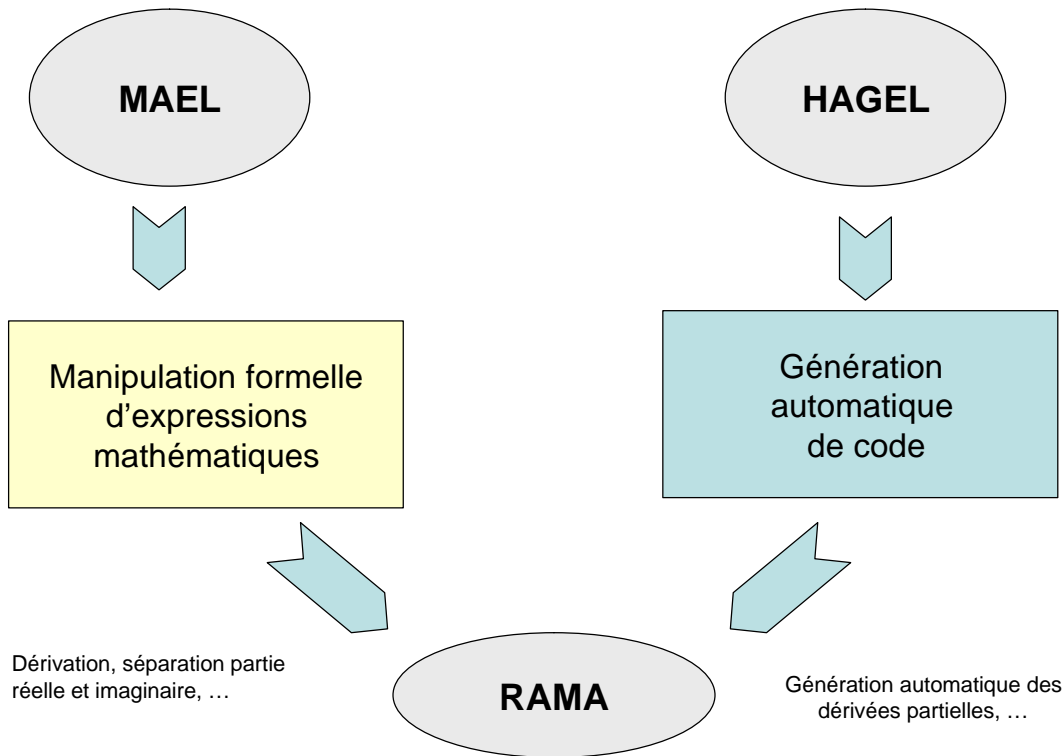 MAEL
HAGEL
Manipulation formelle
d’expressions
mathématiques
Génération
automatique
de code
Dérivation, séparation partie
réelle et imaginaire, …
RAMA
Génération automatique des
dérivées partielles, …